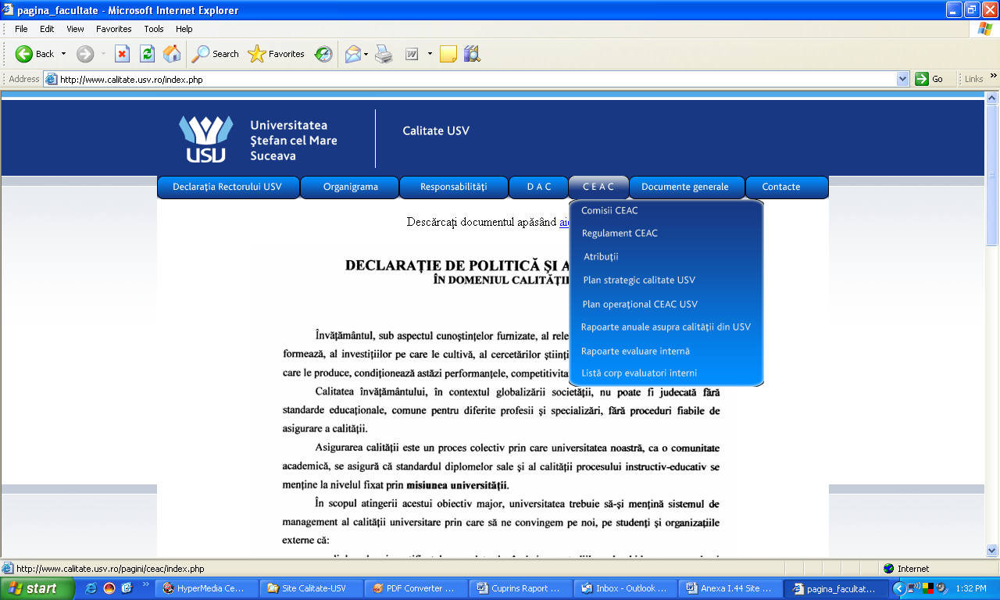 pagina_facultate - Microsoft Internet Explorer
File Edit View Favorites Tools Help
Back Search Favorites
Address http://www.calitate.usv.ro/index.php Go Links »
USV
Universitatea
Ştefan cel Mare
Suceava
Calitate USV
Declaraţia Rectorului USV Organigrama Responsabilităţi D A C C E A C Documente generale Contacte
Comisii CEAC
Regulament CEAC
Atribuţii
Plan strategic calitate USV
Plan operaţional CEAC USV
Rapoarte anuale asupra calităţii din USV
Rapoarte evaluare internă
Listă corp evaluatori interni
Descărcaţi documentul apăsând
DECLARAŢIE DE POLITICĂ ŞI
ÎN DOMENIUL
Învăţământul, sub aspectul cunoştinţelor furnizate, al
formează, al investiţiilor pe care le cultivă, al cercetărilor
care le produce, condiţionează astăzi performanţele,
Calitatea învăţământului, în contextul globalizării societăţii, nu poate fi judecată fără
standarde educaţionale, comune pentru diferite profesii şi specializări, fără proceduri fiabile de
asigurare a calităţii.
Asigurarea calităţii este un proces colectiv prin care universitatea noastră, ca o comunitate
academică, se asigură că standardul diplomelor sale şi al calităţii procesului instructiv-educativ se
menţine la nivelul fixat prin misiunea universităţii.
În scopul atingerii acestui obiectiv major, universitatea trebuie să-şi menţină sistemul de
management al calităţii universitare prin care să ne convingem pe noi, pe studenţi şi organizaţiile
externe că:
http://www.calitate.usv.ro/pagini/ceac/index.php Internet
start » HyperMedia Ce... Site Calitate-USV PDF Converter ... Cuprins Raport ... Inbox - Outlook ... Anexa I.44 Site ... pagina_facultat... 1:32 PM